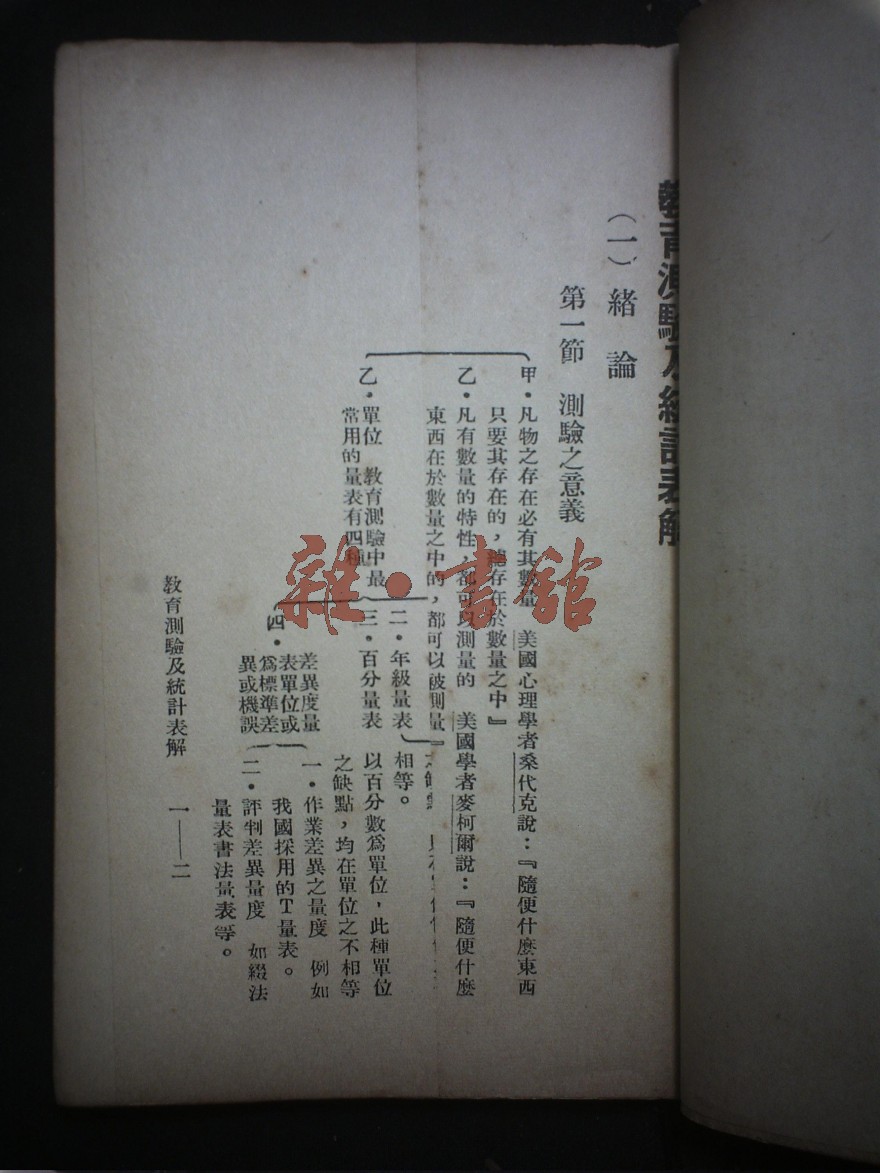 教育測驗及統計表解
(一)緒論
第一節 測驗之意義
甲·凡物之存在必有其數量 美國心理學者桑代克說:『隨便什麼東西
只要其存在的,總存在於數量之中』
乙·凡有數量的特性,都可以測量的 美國學者麥柯爾說:『隨便什麼
東西在於數量之中的,都可以被測量』
乙·單位 教育測驗中最
常用的量表有四種
二·年級量表
相等。
三·百分量表
以百分數爲單位,此種單位
之缺點,均在單位之不相等
四·
差異度量
表單位或
爲標準差
異或機誤
一·作業差異之量度 例如
我國採用的T量表。
二·評判差異量度 如綴法
量表書法量表等。
教育測驗及統計表解
一——二
雜·書館